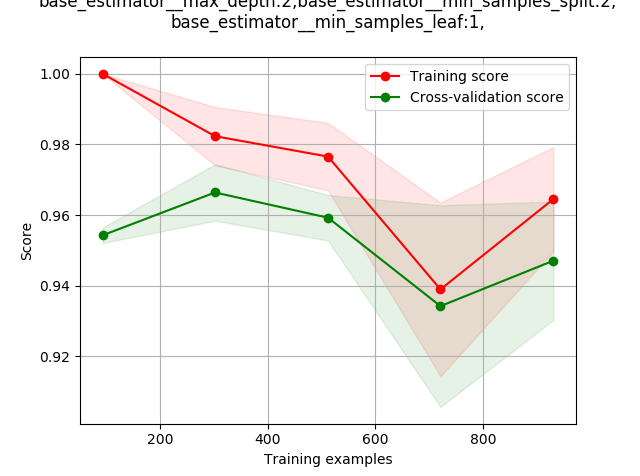 base_estimator__max_depth:2,base_estimator__min_samples_split:2,
base_estimator__min_samples_leaf:1,
Training score
Cross-validation score
1.00
0.98
0.96
0.94
0.92
Score
200
400
600
800
Training examples